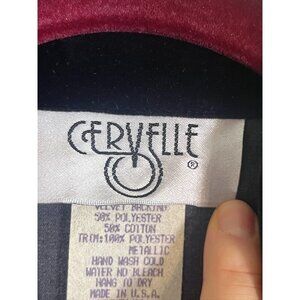 CERVELLE
®
VELVET BACKING
50% POLYESTER
50% COTTON
TRIM:100% POLYESTER
METALLIC
HAND WASH COLD
WATER NO BLEACH
HANG TO DRY
MADE IN U.S.A.